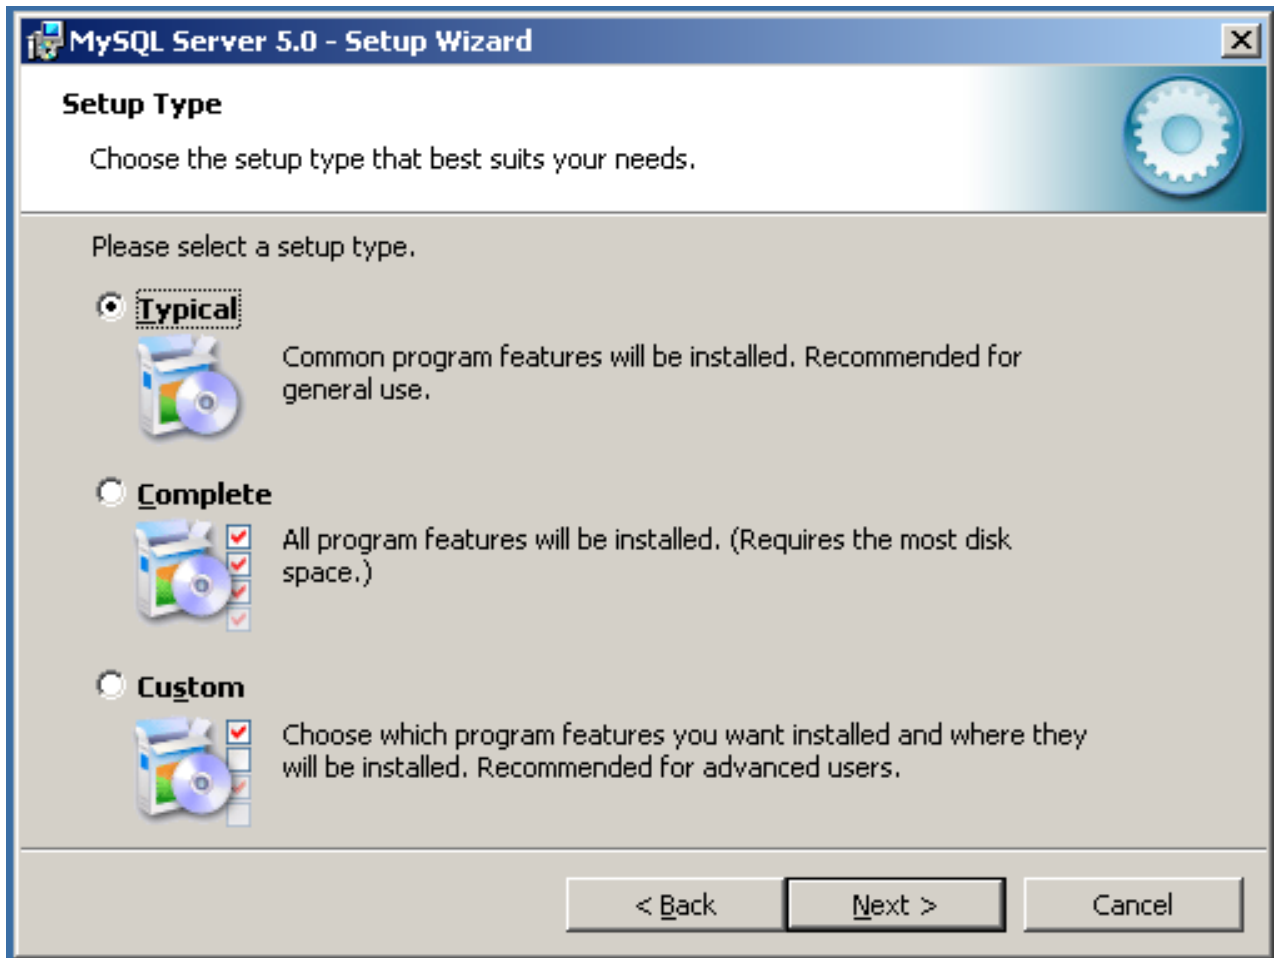 MySQL Server 5.0 - Setup Wizard
Setup Type
Choose the setup type that best suits your needs.
Please select a setup type.
Typical
Common program features will be installed. Recommended for
general use.
Complete
All program features will be installed. (Requires the most disk
space.)
Custom
Choose which program features you want installed and where they
will be installed. Recommended for advanced users.
< Back
Next >
Cancel